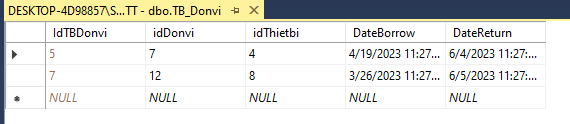 DESKTOP-4D98857\S...TT - dbo.TB_Donvi
IdTBDonvi idDonvi idThietbi DateBorrow DateReturn
5 7 4 4/19/2023 11:27... 6/4/2023 11:27:...
7 12 8 3/26/2023 11:27... 6/5/2023 11:27:...
NULL NULL NULL NULL NULL